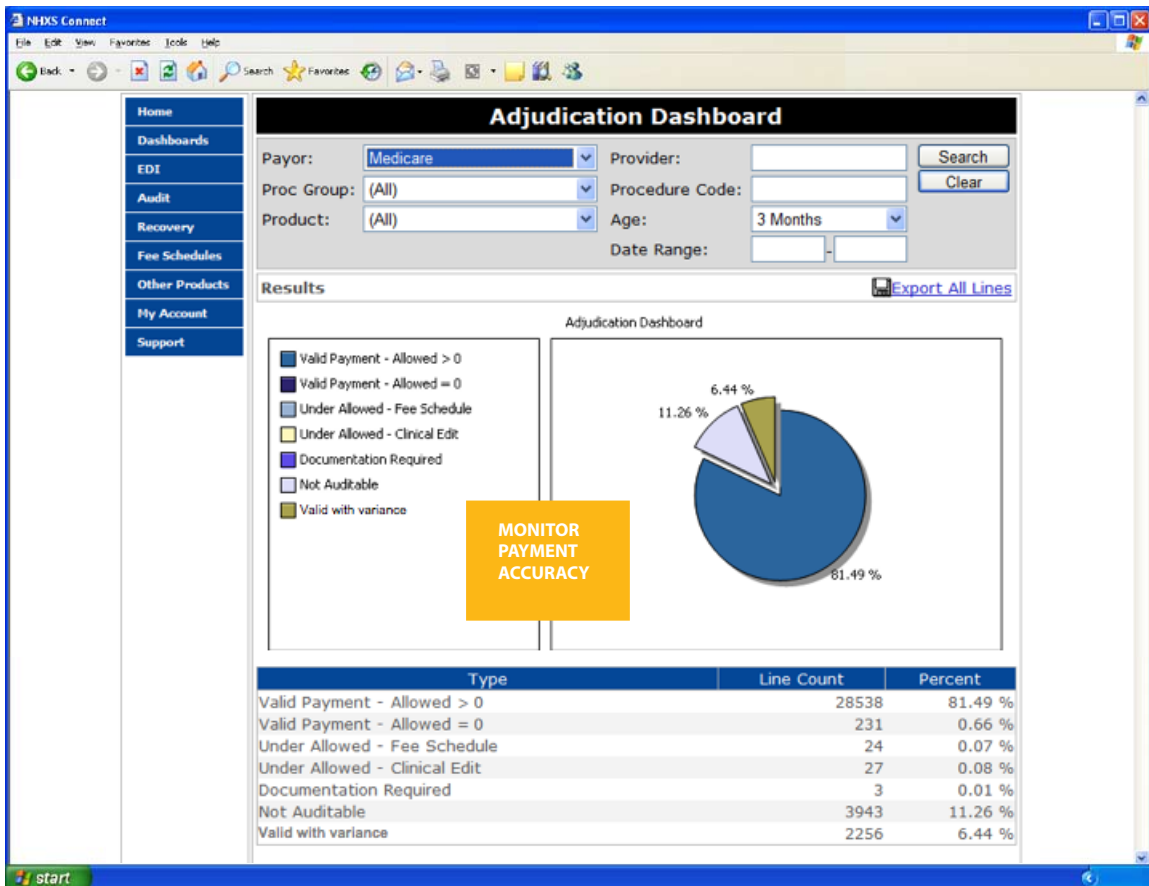 NHXS Connect
File Edit View Favorites Tools Help
Back Search Favorites
Home
Dashboards
EDI
Audit
Recovery
Fee Schedules
Other Products
My Account
Support
Adjudication Dashboard
Payor: Medicare Provider: Search
Proc Group: (All) Procedure Code: Clear
Product: (All) Age: 3 Months
Date Range: -
Results Export All Lines
Adjudication Dashboard
Valid Payment - Allowed > 0
Valid Payment - Allowed = 0
Under Allowed - Fee Schedule
Under Allowed - Clinical Edit
Documentation Required
Not Auditable
Valid with variance
6.44 %
11.26 %
81.49 %
MONITOR
PAYMENT
ACCURACY
Type Line Count Percent
Valid Payment - Allowed > 0 28538 81.49 %
Valid Payment - Allowed = 0 231 0.66 %
Under Allowed - Fee Schedule 24 0.07 %
Under Allowed - Clinical Edit 27 0.08 %
Documentation Required 3 0.01 %
Not Auditable 3943 11.26 %
Valid with variance 2256 6.44 %
start